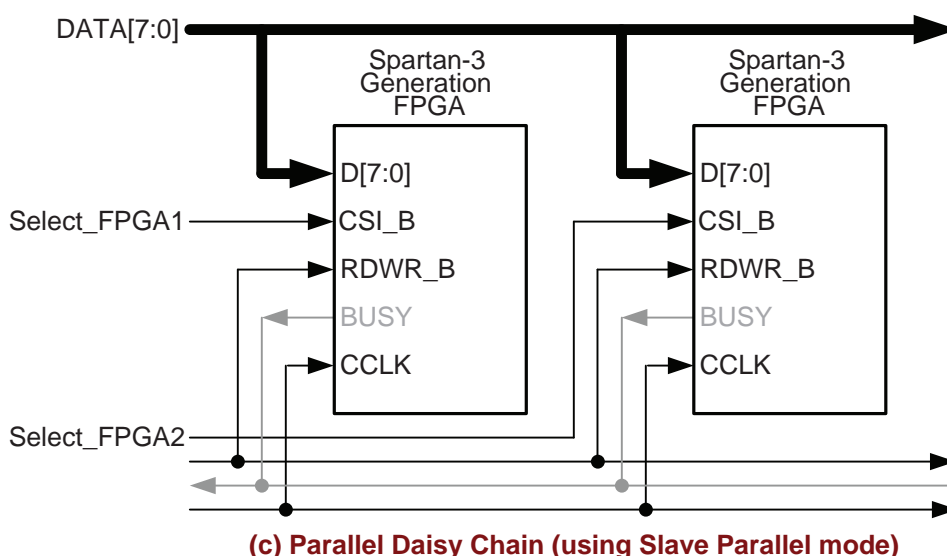 DATA[7:0]
Spartan-3
Generation
FPGA
D[7:0]
CSI_B
RDWR_B
BUSY
CCLK
Spartan-3
Generation
FPGA
D[7:0]
CSI_B
RDWR_B
BUSY
CCLK
Select_FPGA1
Select_FPGA2
(c) Parallel Daisy Chain (using Slave Parallel mode)